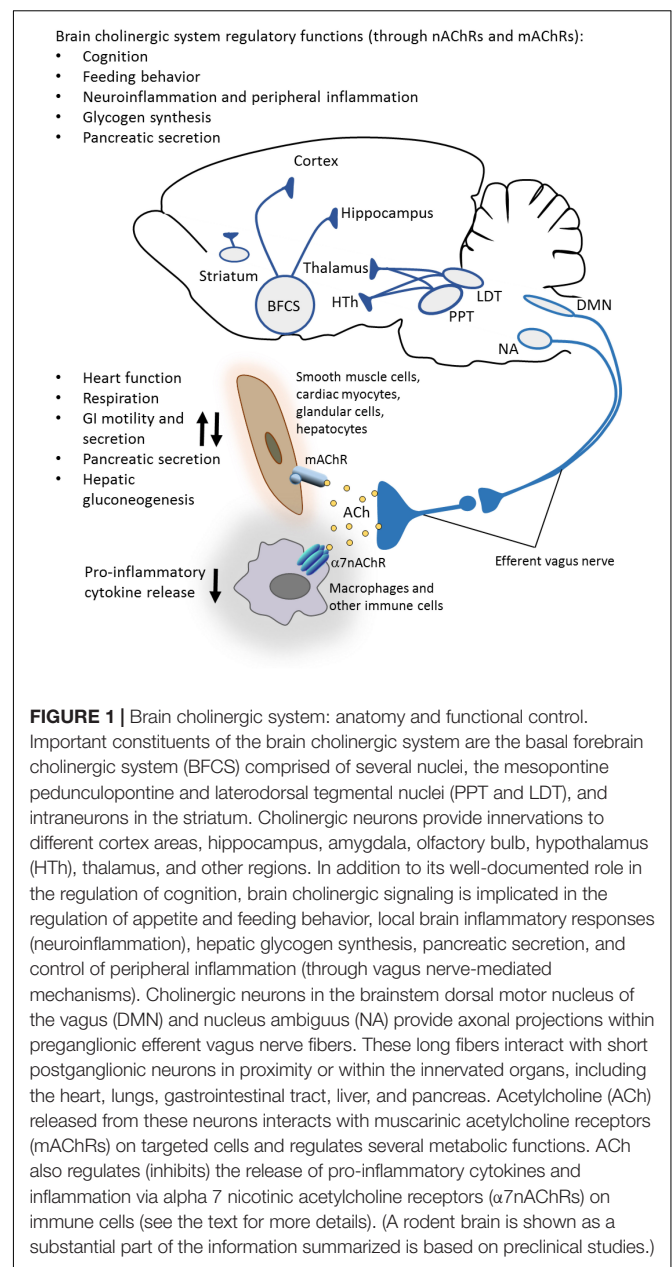 Brain cholinergic system regulatory functions (through nAChRs and mAChRs):
• Cognition
• Feeding behavior
• Neuroinflammation and peripheral inflammation
• Glycogen synthesis
• Pancreatic secretion
Cortex
Hippocampus
Striatum
Thalamus
BFCS
HTh
LDT
PPT
DMN
NA
• Heart function
• Respiration
• GI motility and
secretion
• Pancreatic secretion
• Hepatic
gluconeogenesis
Smooth muscle cells,
cardiac myocytes,
glandular cells,
hepatocytes
mAChR
ACh
α7nAChR
Efferent vagus nerve
Pro-inflammatory
cytokine release
Macrophages and
other immune cells
FIGURE 1 | Brain cholinergic system: anatomy and functional control.
Important constituents of the brain cholinergic system are the basal forebrain
cholinergic system (BFCS) comprised of several nuclei, the mesopontine
pedunculopontine and laterodorsal tegmental nuclei (PPT and LDT), and
intraneurons in the striatum. Cholinergic neurons provide innervations to
different cortex areas, hippocampus, amygdala, olfactory bulb, hypothalamus
(HTh), thalamus, and other regions. In addition to its well-documented role in
the regulation of cognition, brain cholinergic signaling is implicated in the
regulation of appetite and feeding behavior, local brain inflammatory responses
(neuroinflammation), hepatic glycogen synthesis, pancreatic secretion, and
control of peripheral inflammation (through vagus nerve-mediated
mechanisms). Cholinergic neurons in the brainstem dorsal motor nucleus of
the vagus (DMN) and nucleus ambiguus (NA) provide axonal projections within
preganglionic efferent vagus nerve fibers. These long fibers interact with short
postganglionic neurons in proximity or within the innervated organs, including
the heart, lungs, gastrointestinal tract, liver, and pancreas. Acetylcholine (ACh)
released from these neurons interacts with muscarinic acetylcholine receptors
(mAChRs) on targeted cells and regulates several metabolic functions. ACh
also regulates (inhibits) the release of pro-inflammatory cytokines and
inflammation via alpha 7 nicotinic acetylcholine receptors (α7nAChRs) on
immune cells (see the text for more details). (A rodent brain is shown as a
substantial part of the information summarized is based on preclinical studies.)